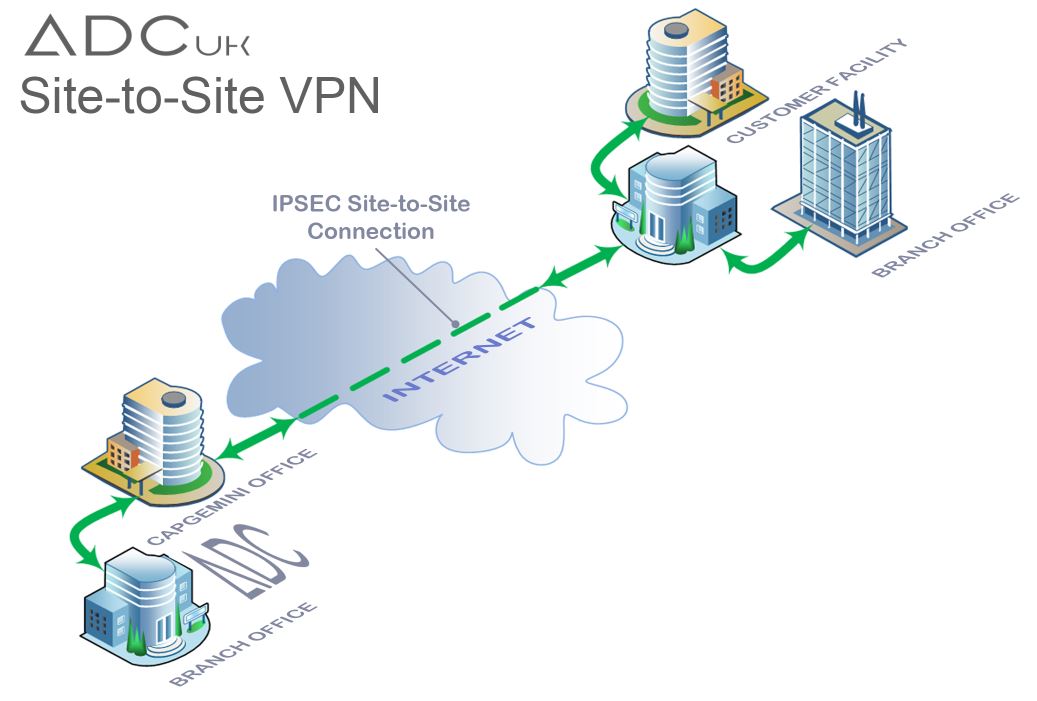 ADC UK
Site-to-Site VPN
CUSTOMER FACILITY
BRANCH OFFICE
IPSEC Site-to-Site
Connection
INTERNET
CAPGEMINI OFFICE
ADC
BRANCH OFFICE